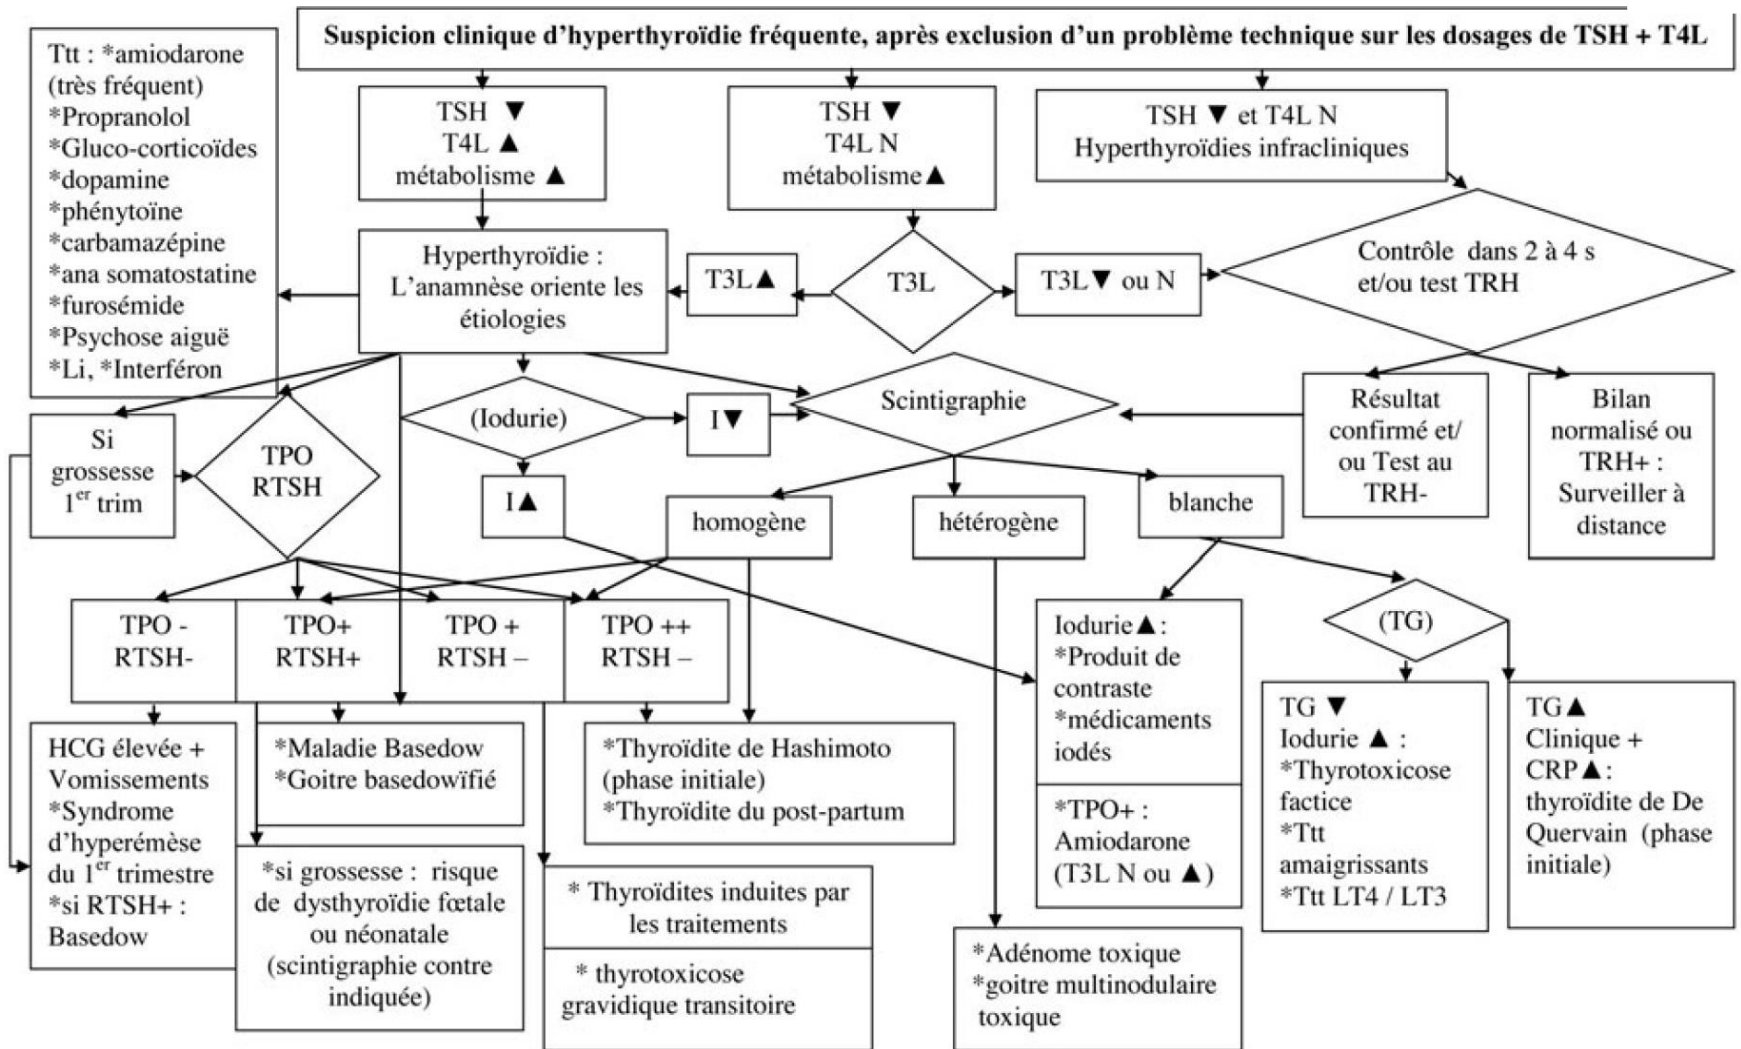 Suspicion clinique d’hyperthyroïdie fréquente, après exclusion d’un problème technique sur les dosages de TSH + T4L
Ttt : *amiodarone
(très fréquent)
*Propranolol
*Gluco-corticoïdes
*dopamine
*phénytoïne
*carbamazépine
*ana somatostatine
*furosémide
*Psychose aiguë
*Li, *Interféron
TSH ▼
T4L ▲
métabolisme ▲
TSH ▼
T4L N
métabolisme▲
TSH ▼ et T4L N
Hyperthyroïdies infracliniques
Hyperthyroïdie :
L’anamnèse oriente les
étiologies
T3L▲
T3L
T3L▼ ou N
Contrôle dans 2 à 4 s
et/ou test TRH
Si
grossesse
1er trim
TPO
RTSH
(Iodurie)
I▼
I▲
Scintigraphie
Résultat
confirmé et/
ou Test au
TRH-
Bilan
normalisé ou
TRH+ :
Surveiller à
distance
homogène
hétérogène
blanche
TPO -
RTSH-
TPO+
RTSH+
TPO +
RTSH –
TPO ++
RTSH –
Iodurie▲:
*Produit de
contraste
*médicaments
iodés
*TPO+ :
Amiodarone
(T3L N ou ▲)
(TG)
TG ▼
Iodurie ▲ :
*Thyrotoxicose
factice
*Ttt
amaigrissants
*Ttt LT4 / LT3
TG▲
Clinique +
CRP▲:
thyroïdite de De
Quervain (phase
initiale)
HCG élevée +
Vomissements
*Syndrome
d’hyperémèse
du 1er trimestre
*si RTSH+ :
Basedow
*Maladie Basedow
*Goitre basedowïfié
*Thyroïdite de Hashimoto
(phase initiale)
*Thyroïdite du post-partum
*si grossesse : risque
de dysthyroïdie fœtale
ou néonatale
(scintigraphie contre
indiquée)
* Thyroïdites induites par
les traitements
* thyrotoxicose
gravidique transitoire
*Adénome toxique
*goitre multinodulaire
toxique